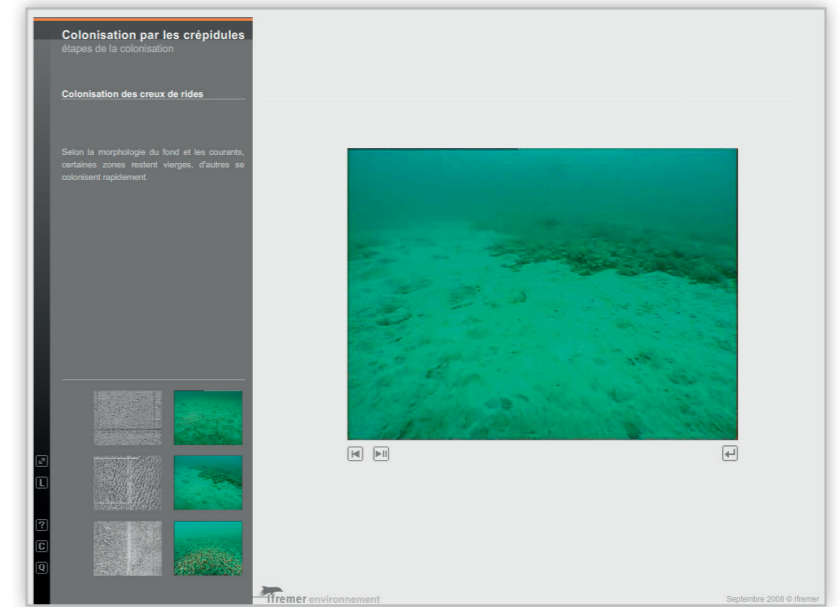 Colonisation par les crépidules
étapes de la colonisation
Colonisation des creux de rides
Selon la morphologie du fond et les courants,
certaines zones restent vierges, d'autres se
colonisent rapidement.
L
?
C
Q
Ifremer environnement
Septembre 2008 © Ifremer